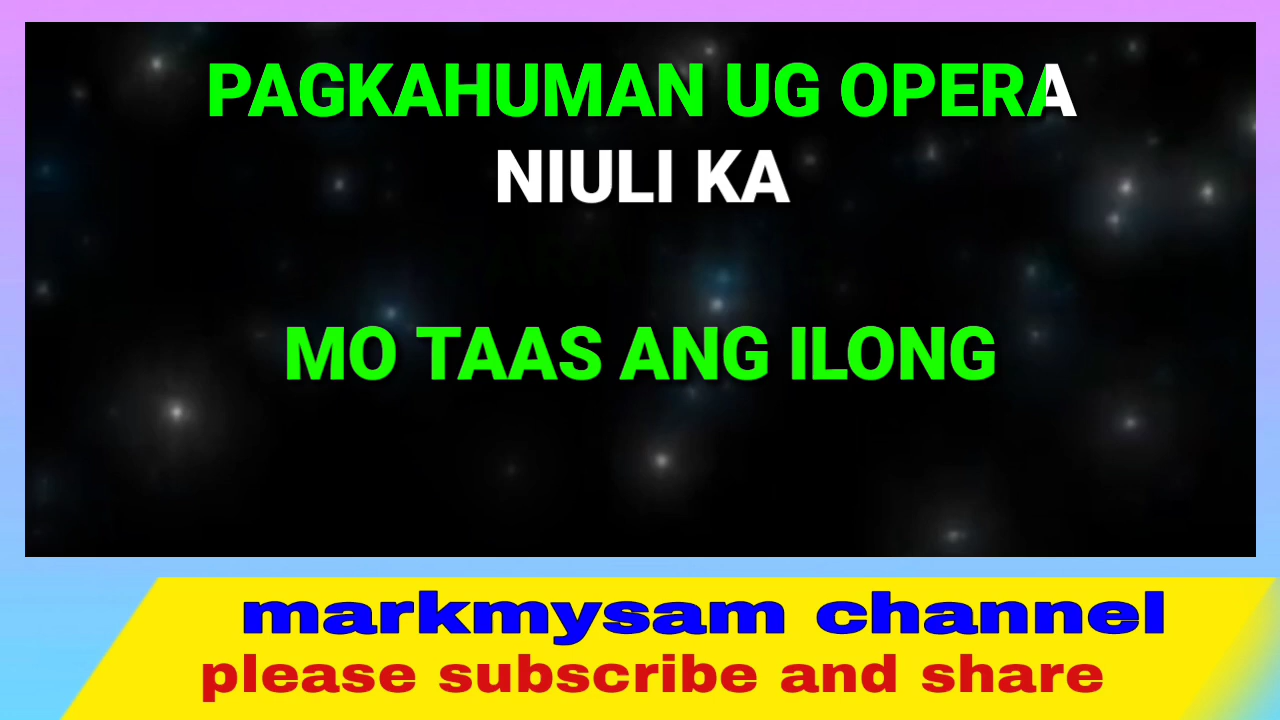 PAGKAHUMAN UG OPERA
NIULI KA
MO TAAS ANG ILONG
markmysam channel
please subscribe and share